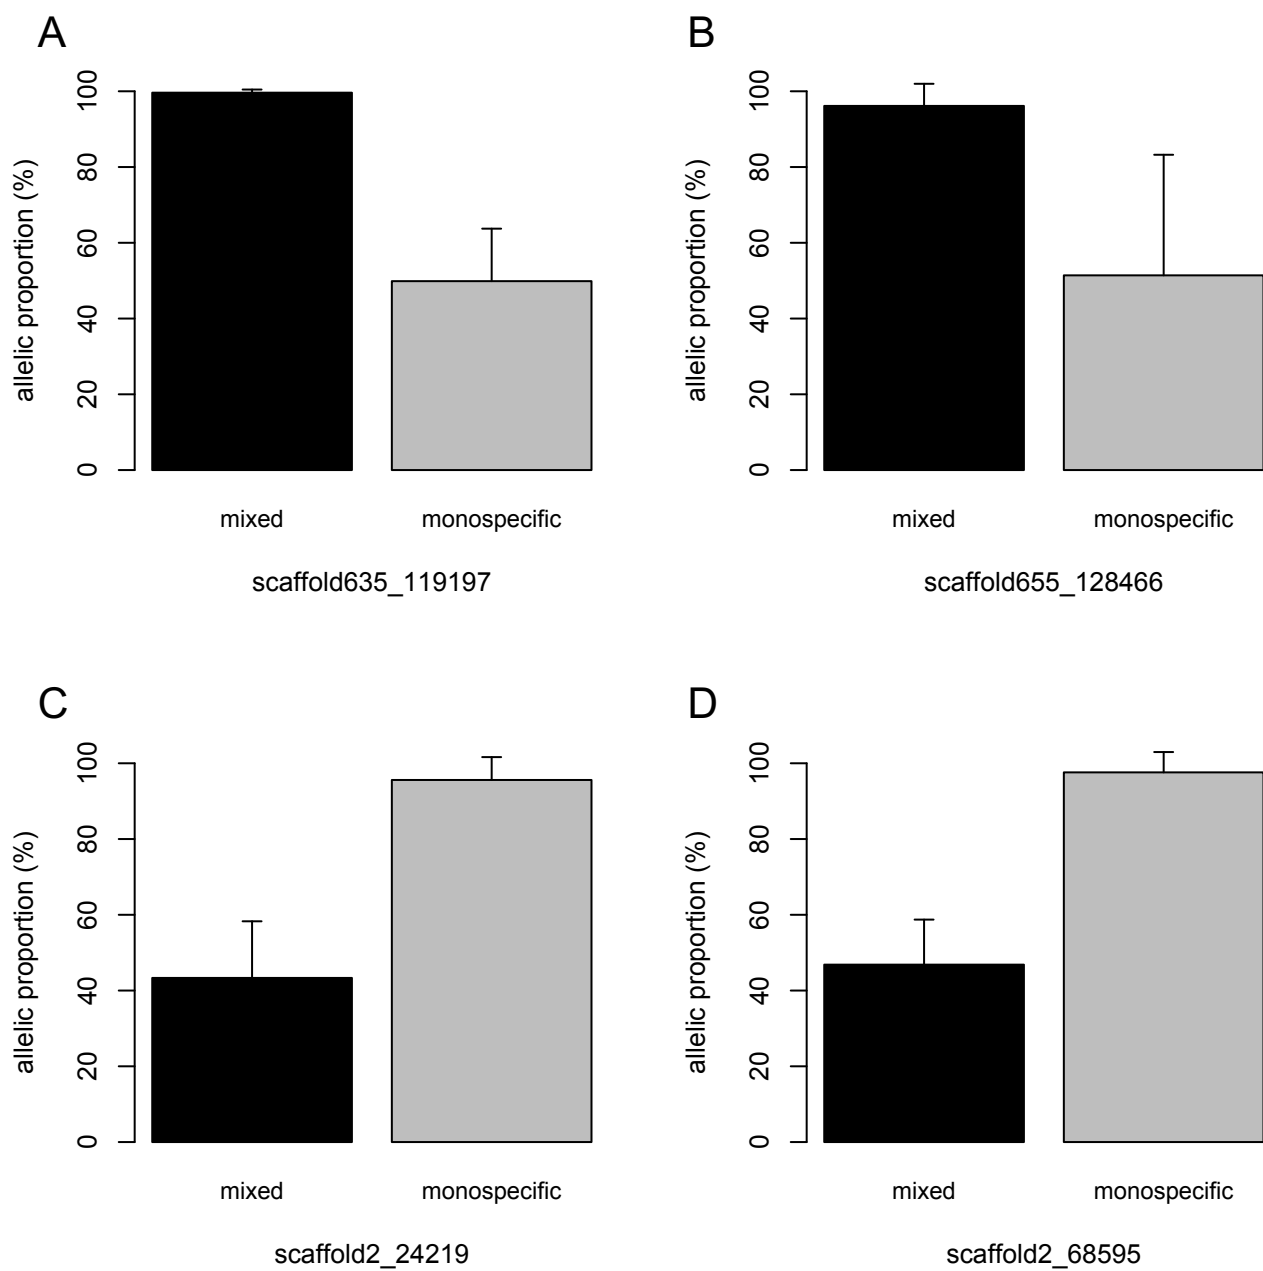 A
allelic proportion (%)
100
80
60
40
20
0
mixed
monospecific
scaffold635_119197
B
allelic proportion (%)
100
80
60
40
20
0
mixed
monospecific
scaffold655_128466
C
allelic proportion (%)
100
80
60
40
20
0
mixed
monospecific
scaffold2_24219
D
allelic proportion (%)
100
80
60
40
20
0
mixed
monospecific
scaffold2_68595